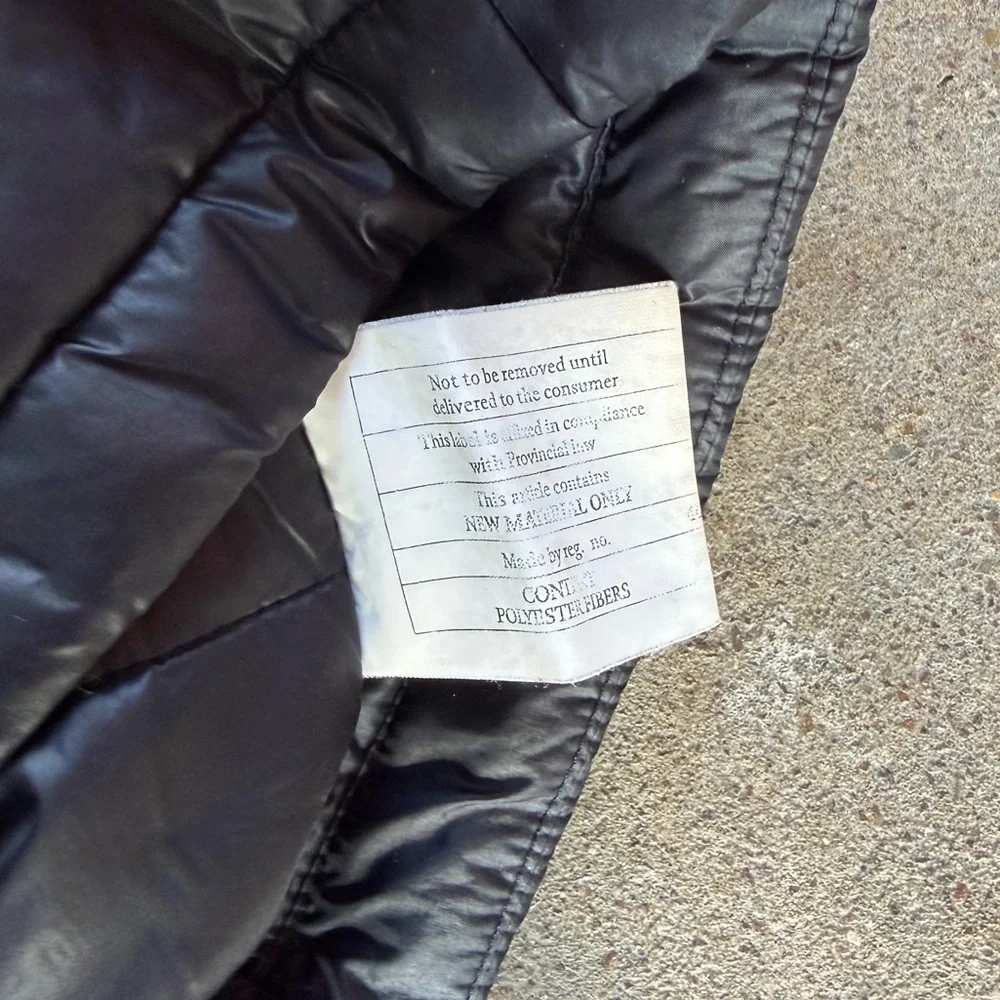 Not to be removed until
delivered to the consumer
This label is affixed in compliance
with Provincial law
This article contains
NEW MATERIAL ONLY
Made by reg. no.
POLYESTER FIBERS